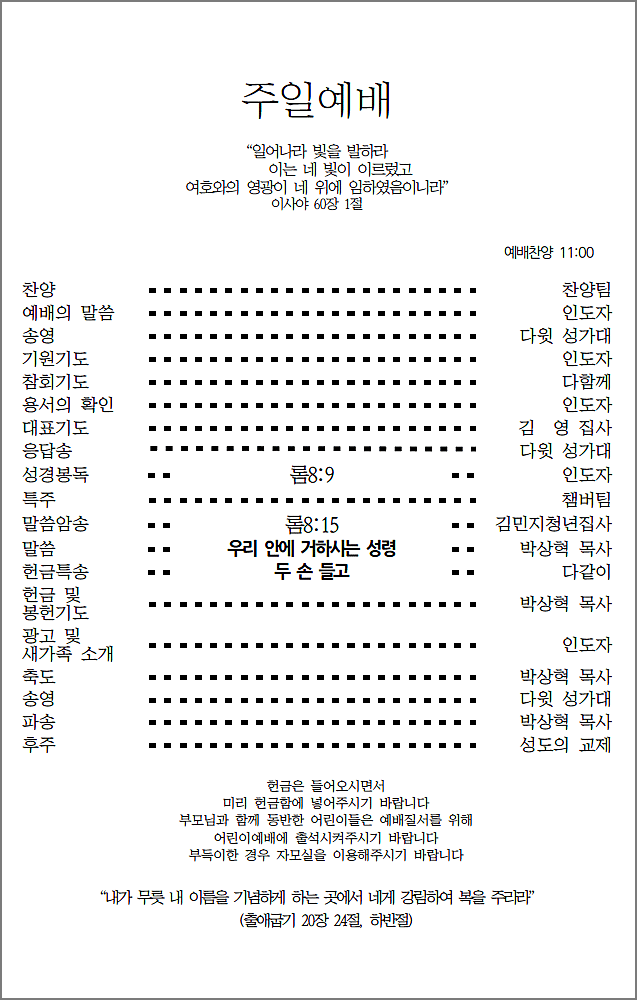 주일예배
“일어나라 빛을 발하라
이는 네 빛이 이르렀고
여호와의 영광이 네 위에 임하였음이니라”
이사야 60장 1절
예배찬양 11:00
찬양 찬양팀
예배의 말씀 인도자
송영 다윗 성가대
기원기도 인도자
참회기도 다함께
용서의 확인 인도자
대표기도 김 영 집사
응답송 다윗 성가대
성경봉독 롬8:9 인도자
특주 챔버팀
말씀암송 롬8:15 김민지청년집사
말씀 우리 안에 거하시는 성령 박상혁 목사
헌금특송 두 손 들고 다같이
헌금 및
봉헌기도 박상혁 목사
광고 및
새가족 소개 인도자
축도 박상혁 목사
송영 다윗 성가대
파송 박상혁 목사
후주 성도의 교제
헌금은 들어오시면서
미리 헌금함에 넣어주시기 바랍니다
부모님과 함께 동반한 어린이들은 예배질서를 위해
어린이예배에 출석시켜주시기 바랍니다
부득이한 경우 자모실을 이용해주시기 바랍니다
“내가 무릇 내 이름을 기념하게 하는 곳에서 네게 강림하여 복을 주리라”
(출애굽기 20장 24절, 하반절)